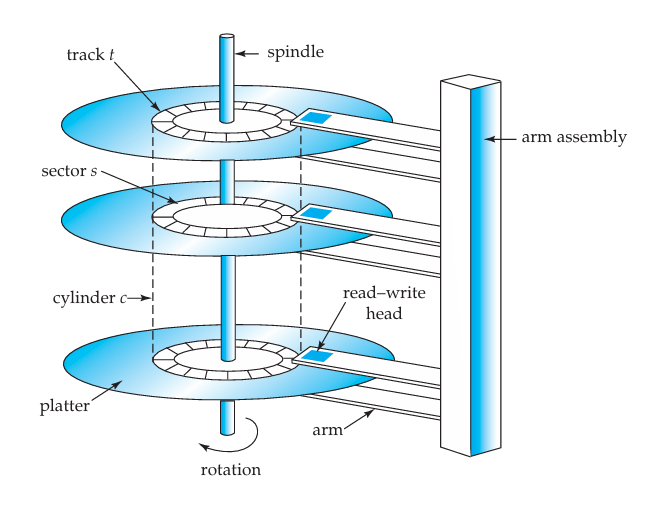 track t
spindle
arm assembly
sector s
cylinder c
read–write
head
platter
arm
rotation